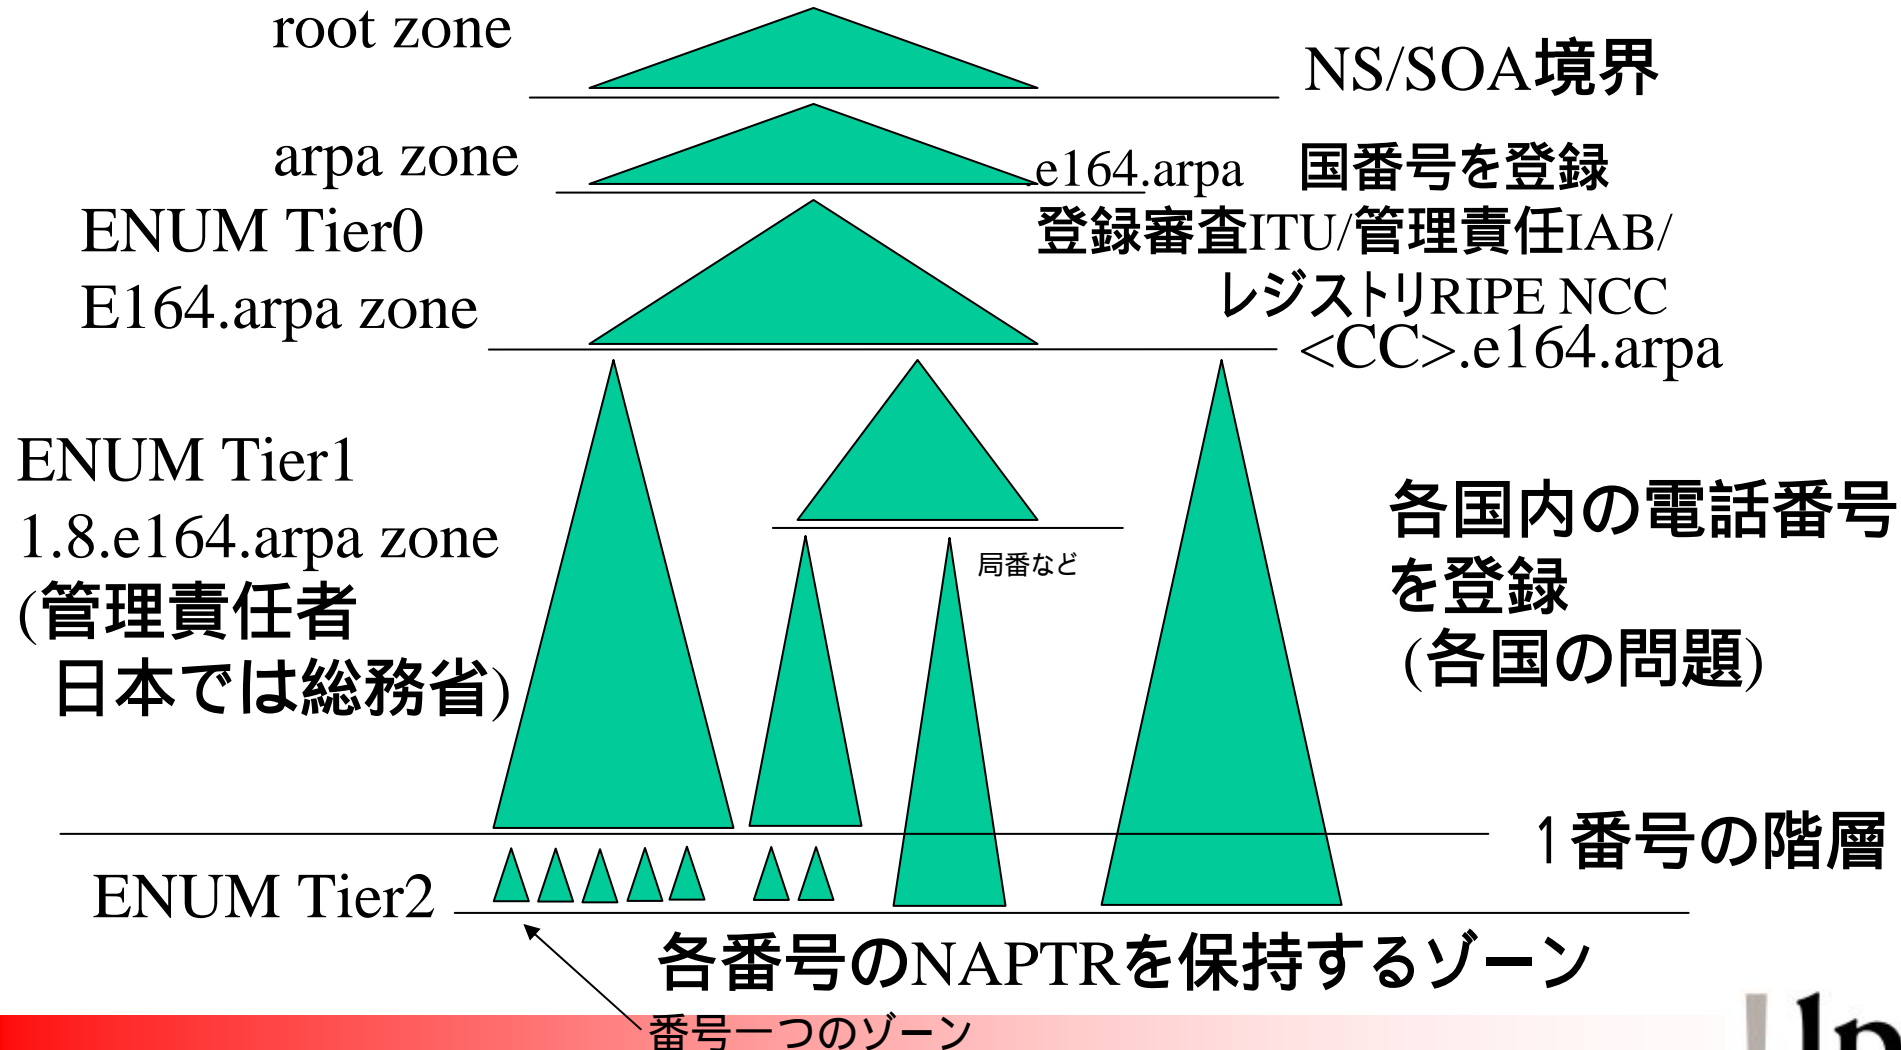 root zone
NS/SOA境界
arpa zone
.e164.arpa 国番号を登録
ENUM Tier0
E164.arpa zone
登録審査ITU/管理責任IAB/
レジストリRIPE NCC
<CC>.e164.arpa
ENUM Tier1
1.8.e164.arpa zone
(管理責任者
日本では総務省)
局番など
各国内の電話番号
を登録
(各国の問題)
1番号の階層
ENUM Tier2
各番号のNAPTRを保持するゾーン
番号一つのゾーン